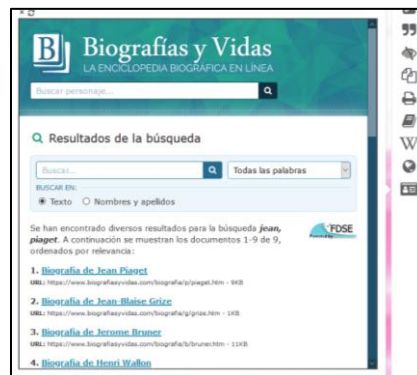 B
Biografías y Vidas
LA ENCICLOPEDIA BIOGRÁFICA EN LÍNEA
Buscar personaje...
Resultados de la búsqueda
Buscar...
Todas las palabras
BUSCAR EN:
Texto Nombres y apellidos
Se han encontrado diversos resultados para la búsqueda jean,
piaget. A continuación se muestran los documentos 1-9 de 9,
ordenados por relevancia:
FDSE
1. Biografia de Jean Piaget
URL: https://www.biografiasyvidas.com/biografia/p/piaget.htm - 9KB
2. Biografia de Jean-Blaise Grize
URL: https://www.biografiasyvidas.com/biografia/g/grize.htm - 1KB
3. Biografia de Jerome Bruner
URL: https://www.biografiasyvidas.com/biografia/b/bruner.htm - 11KB
4. Biografia de Henri Wallon
W